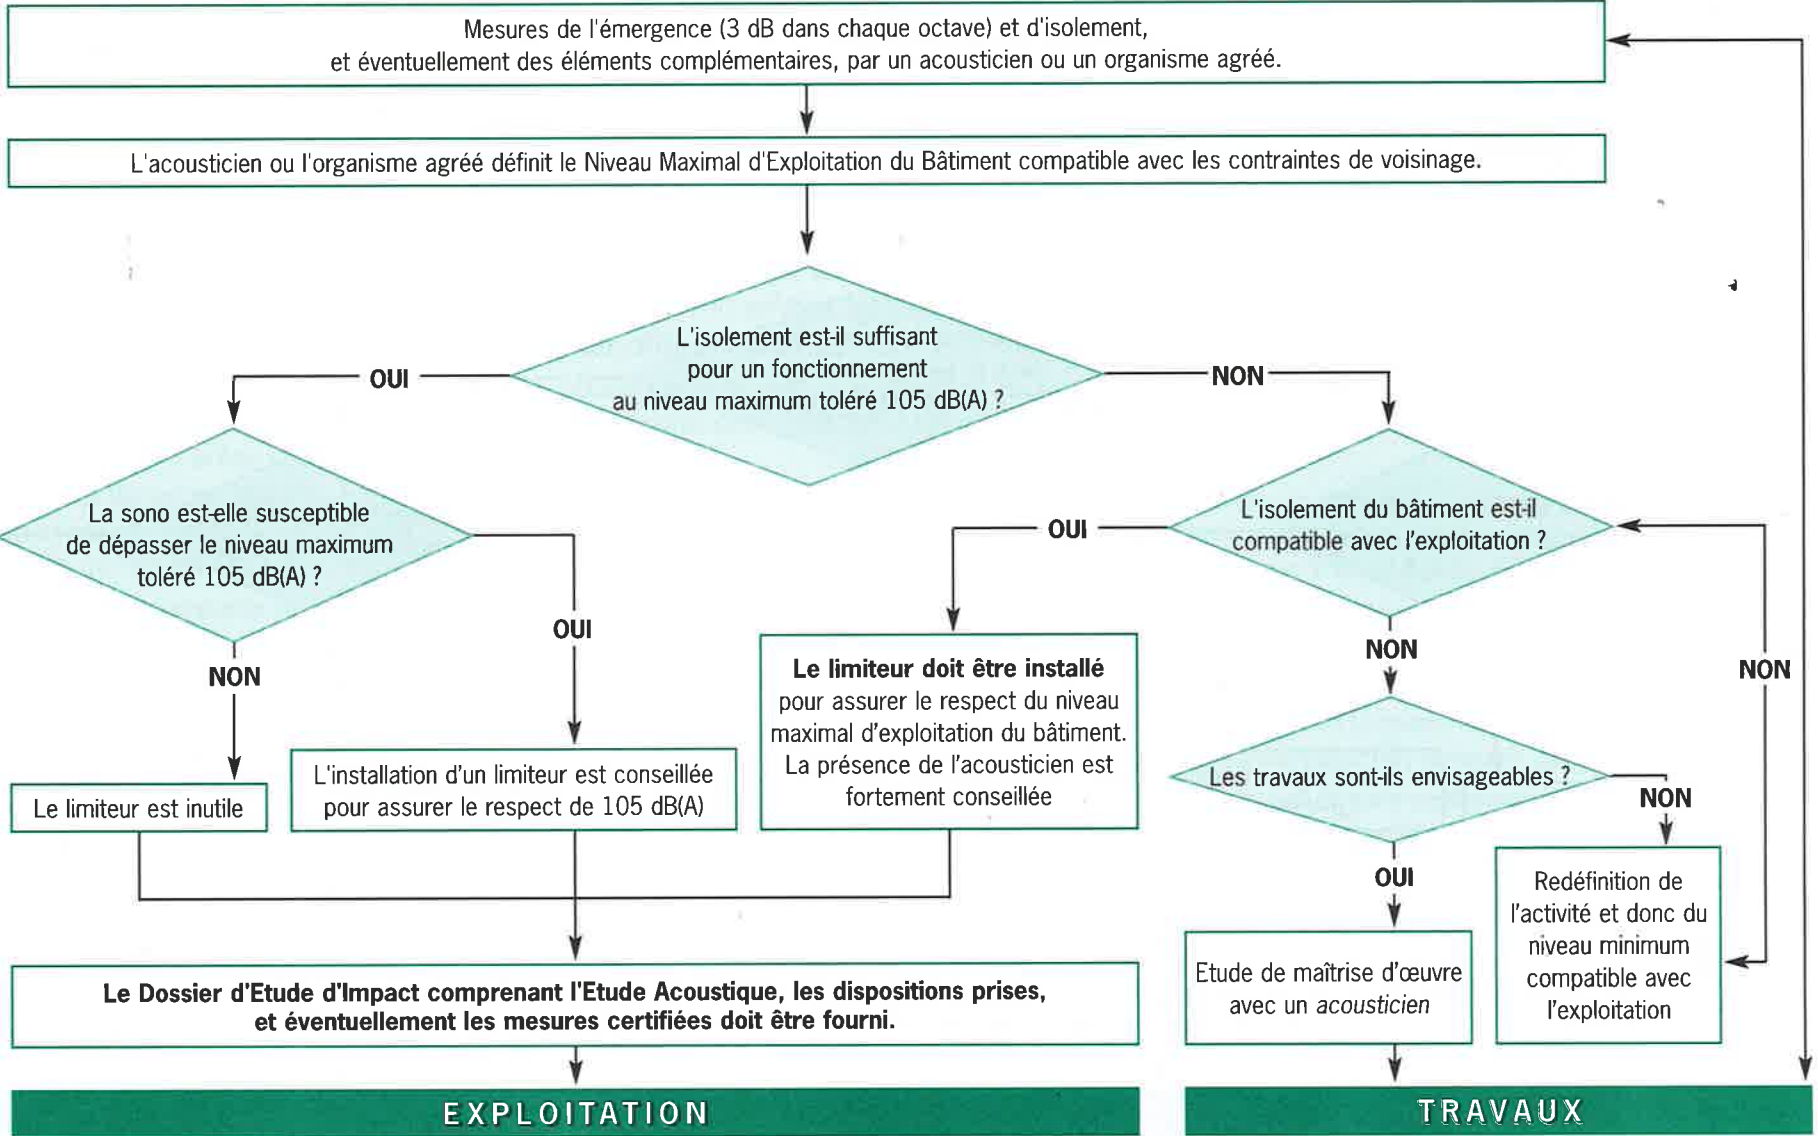 Mesures de l'émergence (3 dB dans chaque octave) et d'isolement,
et éventuellement des éléments complémentaires, par un acousticien ou un organisme agréé.
L'acousticien ou l'organisme agréé définit le Niveau Maximal d'Exploitation du Bâtiment compatible avec les contraintes de voisinage.
L'isolement est-il suffisant
pour un fonctionnement
au niveau maximum toléré 105 dB(A) ?
OUI
NON
La sono est-elle susceptible
de dépasser le niveau maximum
toléré 105 dB(A) ?
L'isolement du bâtiment est-il
compatible avec l'exploitation ?
OUI
OUI
NON
NON
NON
Le limiteur doit être installé
pour assurer le respect du niveau
maximal d'exploitation du bâtiment.
La présence de l'acousticien est
fortement conseillée
L'installation d'un limiteur est conseillée
pour assurer le respect de 105 dB(A)
Le limiteur est inutile
Les travaux sont-ils envisageables ?
NON
OUI
Redéfinition de
l'activité et donc du
niveau minimum
compatible avec
l'exploitation
Etude de maîtrise d'œuvre
avec un acousticien
Le Dossier d'Etude d'Impact comprenant l'Etude Acoustique, les dispositions prises,
et éventuellement les mesures certifiées doit être fourni.
EXPLOITATION
TRAVAUX